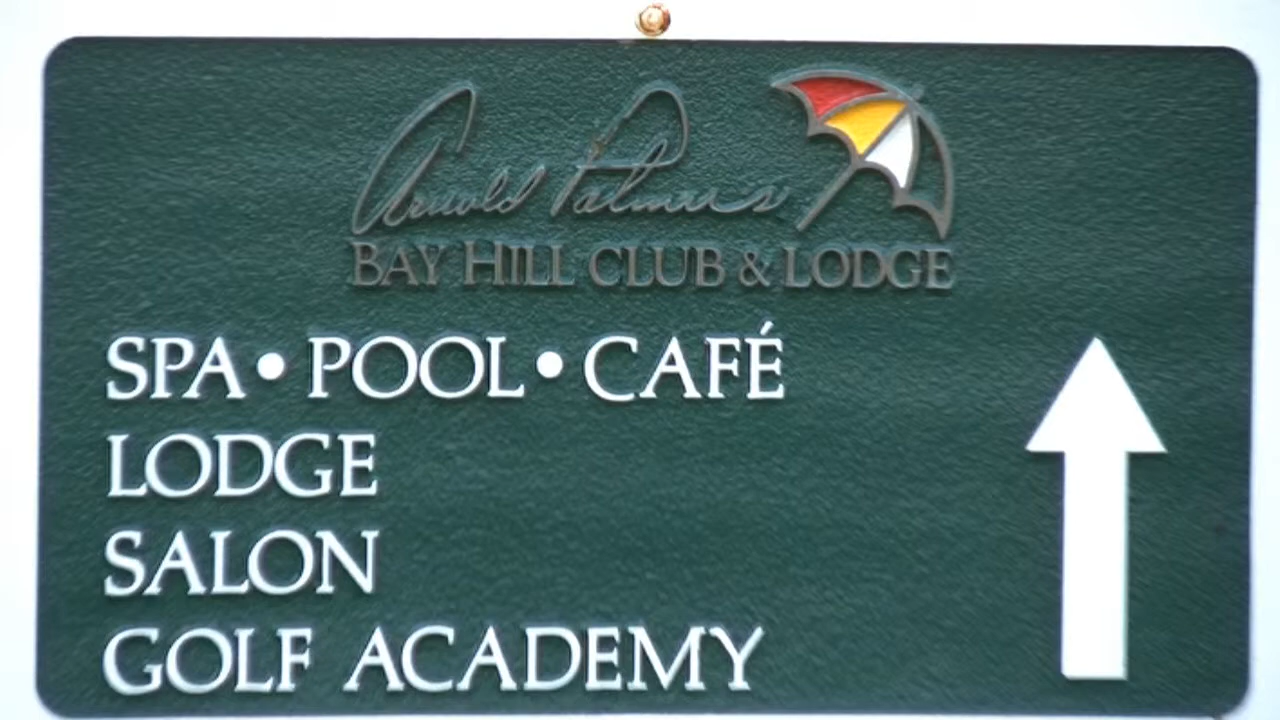 Arnold Palmer's
BAY HILL CLUB & LODGE
SPA • POOL • CAFÉ
LODGE
SALON
GOLF ACADEMY